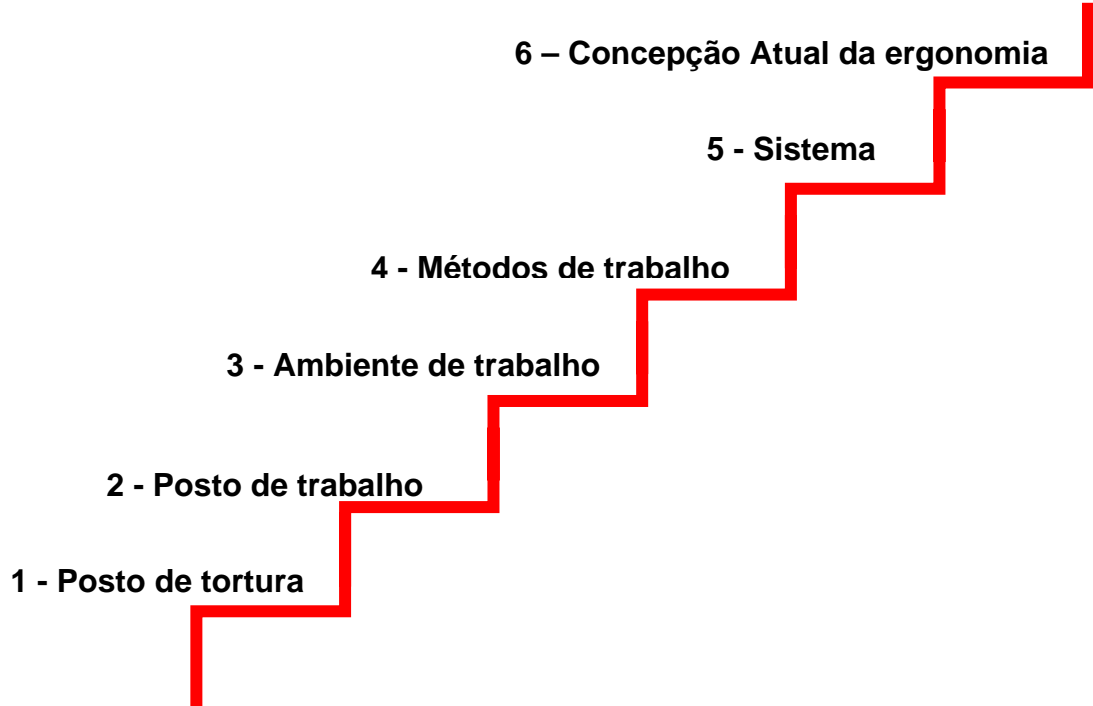 6 – Concepção Atual da ergonomia
5 - Sistema
4 - Métodos de trabalho
3 - Ambiente de trabalho
2 - Posto de trabalho
1 - Posto de tortura